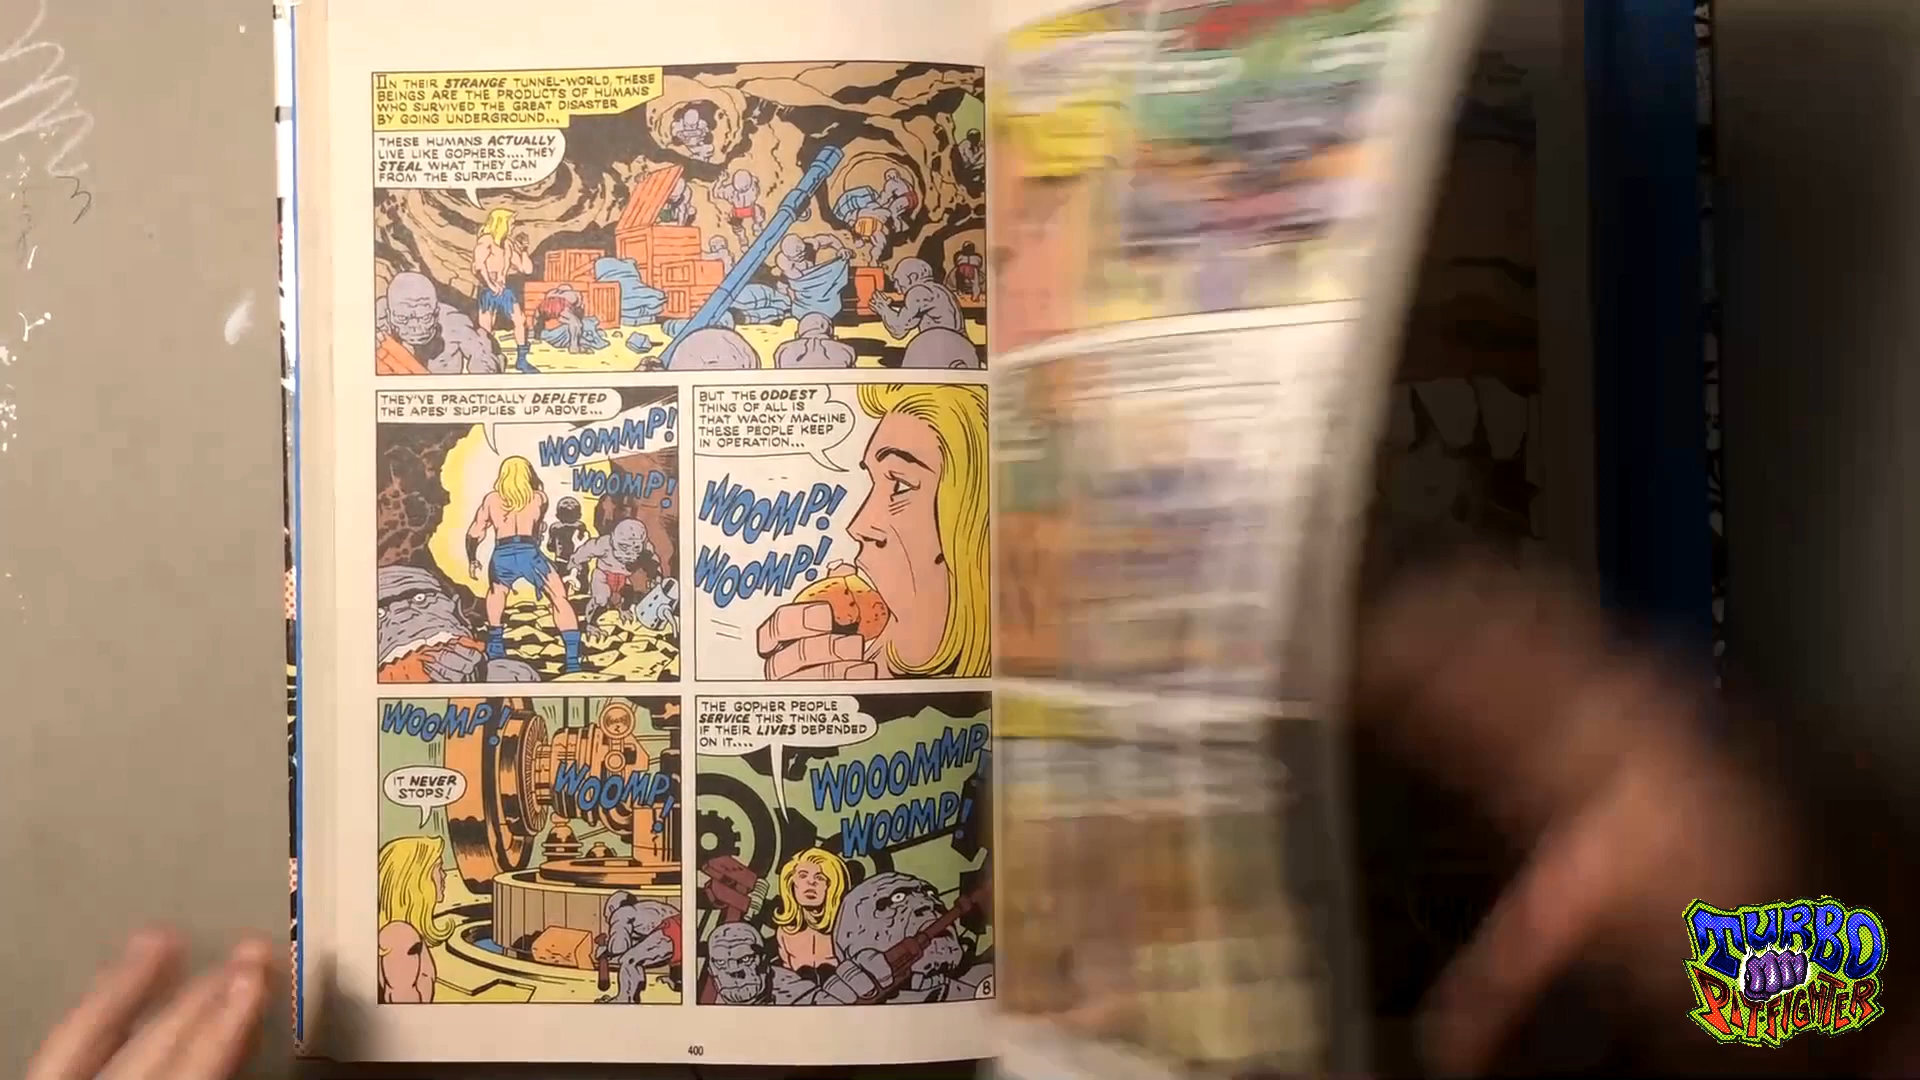 IN THEIR STRANGE TUNNEL-WORLD, THESE
BEINGS ARE THE PRODUCTS OF HUMANS
WHO SURVIVED THE GREAT DISASTER
BY GOING UNDERGROUND...
THESE HUMANS ACTUALLY
LIVE LIKE GOPHERS....THEY
STEAL WHAT THEY CAN
FROM THE SURFACE....
THEY'VE PRACTICALLY DEPLETED
THE APES' SUPPLIES UP ABOVE...
WOOMMP!
WOOMP!
BUT THE ODDEST
THING OF ALL IS
THAT WACKY MACHINE
THESE PEOPLE KEEP
IN OPERATION...
WOOMP!
WOOMP!
WOOMP!
IT NEVER
STOPS!
WOOMP!
THE GOPHER PEOPLE
SERVICE THIS THING AS
IF THEIR LIVES DEPENDED
ON IT....
WOOOMMMP
WOOMP!
8
400
TURBO
PITFIGHTER